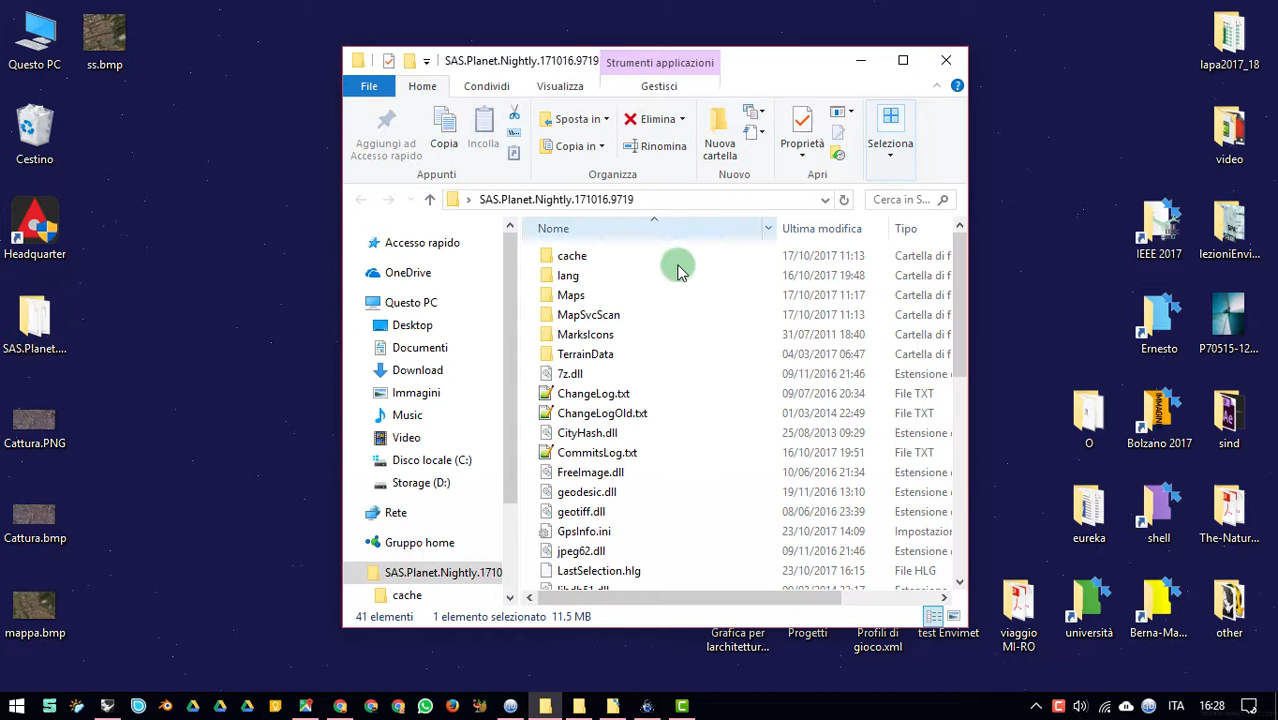 Questo PC
ss.bmp
Cestino
Headquarter
SAS.Planet....
Cattura.PNG
Cattura.bmp
mappa.bmp
SAS.Planet.Nightly.171016.9719
Strumenti applicazioni
File
Home
Condividi
Visualizza
Gestisci
Aggiungi ad
Accesso rapido
Copia
Incolla
Sposta in
Copia in
Elimina
Rinomina
Nuova
cartella
Proprietà
Seleziona
Appunti
Organizza
Nuovo
Apri
SAS.Planet.Nightly.171016.9719
Cerca in S...
Accesso rapido
OneDrive
Questo PC
Desktop
Documenti
Download
Immagini
Music
Video
Disco locale (C:)
Storage (D:)
Rete
Gruppo home
SAS.Planet.Nightly.1710
cache
Nome Ultima modifica Tipo
cache 17/10/2017 11:13 Cartella di f
lang 16/10/2017 19:48 Cartella di f
Maps 17/10/2017 11:17 Cartella di f
MapSvcScan 17/10/2017 11:13 Cartella di f
MarksIcons 31/07/2011 18:40 Cartella di f
TerrainData 04/03/2017 06:47 Cartella di f
7z.dll 09/11/2016 21:46 Estensione d
ChangeLog.txt 09/07/2016 20:34 File TXT
ChangeLogOld.txt 01/03/2014 22:49 File TXT
CityHash.dll 25/08/2013 09:29 Estensione d
CommitsLog.txt 16/10/2017 19:51 File TXT
FreeImage.dll 10/06/2016 21:34 Estensione d
geodesic.dll 19/11/2016 13:10 Estensione d
geotiff.dll 08/06/2016 23:39 Estensione d
GpsInfo.ini 23/10/2017 14:09 Impostazion
jpeg62.dll 09/11/2016 21:46 Estensione d
LastSelection.hlg 23/10/2017 16:21 File HLG
41 elementi 1 elemento selezionato 11.5 MB
lapa2017_18
video
IEEE 2017
lezioniEnvi...
Ernesto
P70515-12...
O
Bolzano 2017
sind
eureka
shell
The-Natur...
Grafica per
larchitettur...
Progetti
Profili di
gioco.xml
test Envimet
viaggio
MI-RO
università
Berna-Ma...
other
ITA
16:28